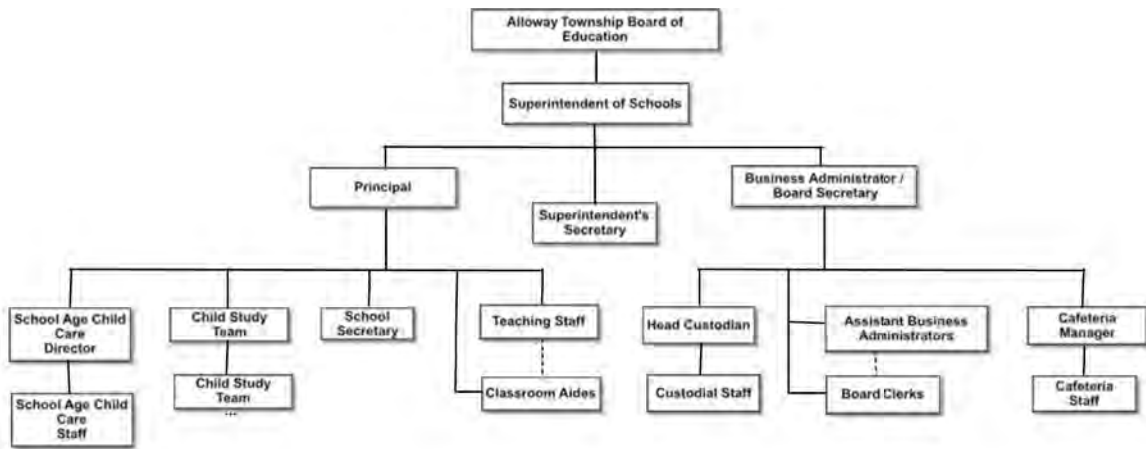 Alloway Township Board of
Education
Superintendent of Schools
Principal
Superintendent's
Secretary
Business Administrator /
Board Secretary
School Age Child
Care
Director
Child Study
Team
School
Secretary
Teaching Staff
Head Custodian
Assistant Business
Administrators
Cafeteria
Manager
School Age Child
Care
Staff
Child Study
Team
...
Classroom Aides
Custodial Staff
Board Clerks
Cafeteria
Staff